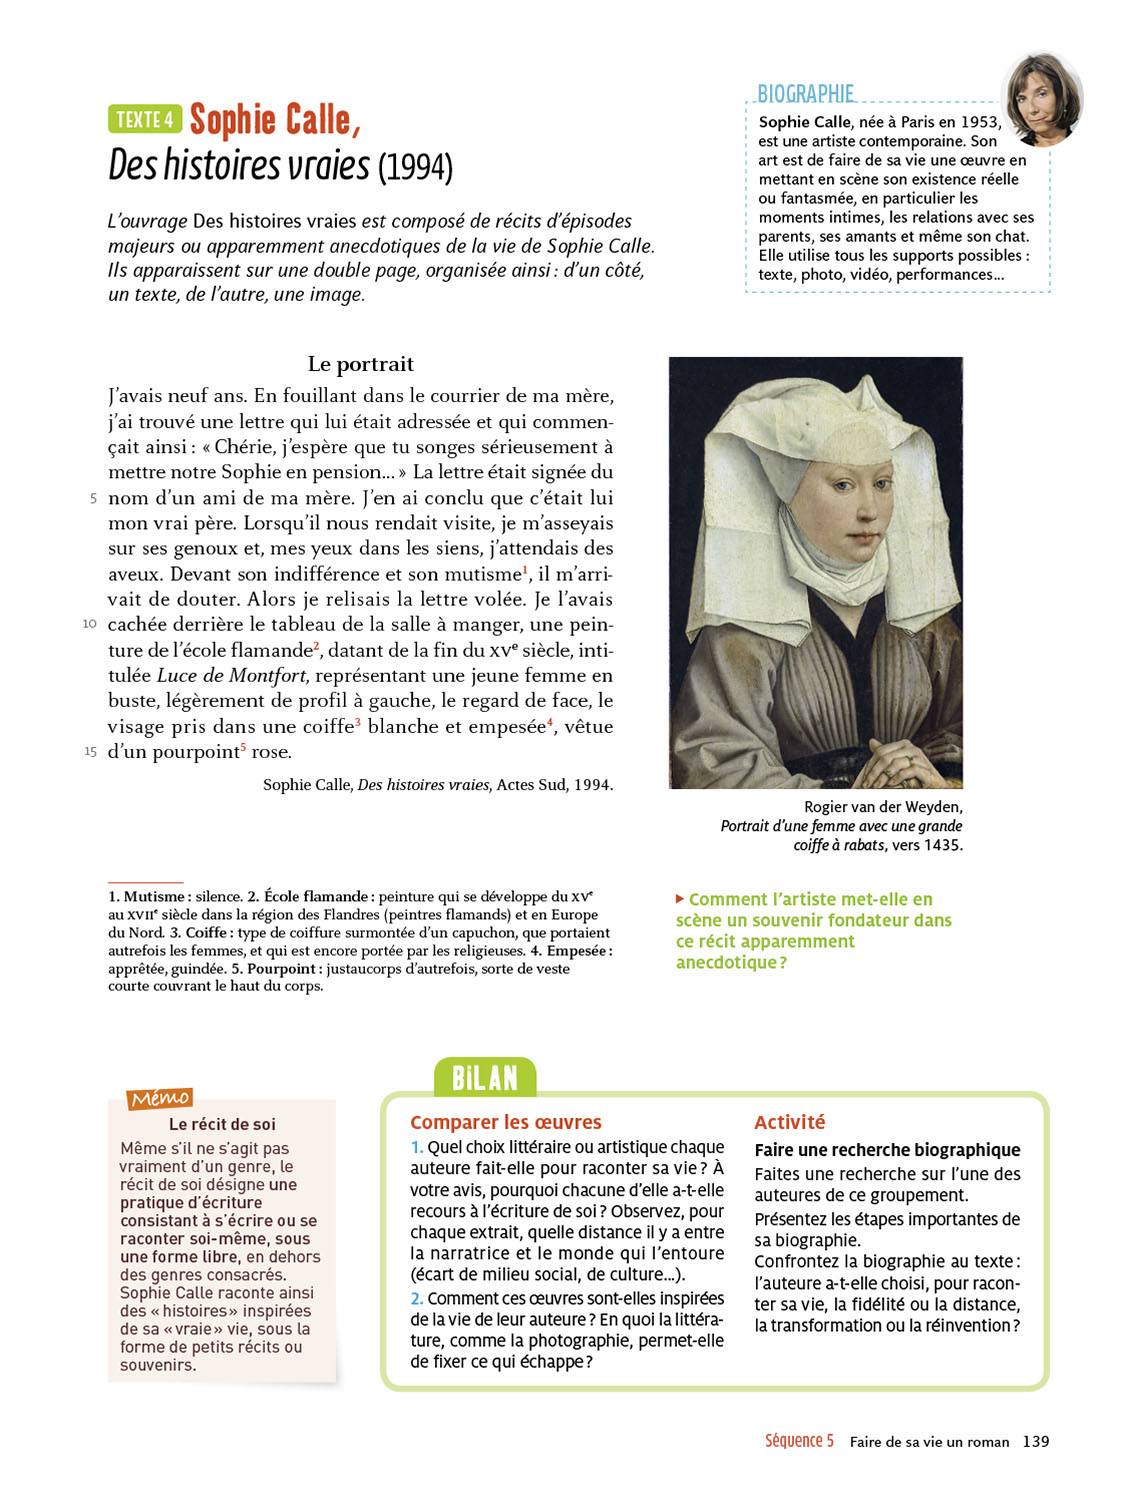 TEXTE 4 Sophie Calle,
Des histoires vraies (1994)
L'ouvrage Des histoires vraies est composé de récits d'épisodes
majeurs ou apparemment anecdotiques de la vie de Sophie Calle.
Ils apparaissent sur une double page, organisée ainsi : d'un côté,
un texte, de l'autre, une image.
BIOGRAPHIE
Sophie Calle, née à Paris en 1953,
est une artiste contemporaine. Son
art est de faire de sa vie une œuvre en
mettant en scène son existence réelle
ou fantasmée, en particulier les
moments intimes, les relations avec ses
parents, ses amants et même son chat.
Elle utilise tous les supports possibles :
texte, photo, vidéo, performances...
Le portrait
J'avais neuf ans. En fouillant dans le courrier de ma mère,
j'ai trouvé une lettre qui lui était adressée et qui commen-
çait ainsi : « Chérie, j'espère que tu songes sérieusement à
mettre notre Sophie en pension... » La lettre était signée du
5 nom d'un ami de ma mère. J'en ai conclu que c'était lui
mon vrai père. Lorsqu'il nous rendait visite, je m'asseyais
sur ses genoux et, mes yeux dans les siens, j'attendais des
aveux. Devant son indifférence et son mutisme1, il m'arri-
vait de douter. Alors je relisais la lettre volée. Je l'avais
10 cachée derrière le tableau de la salle à manger, une pein-
ture de l'école flamande2, datant de la fin du XVe siècle, inti-
tulée Luce de Montfort, représentant une jeune femme en
buste, légèrement de profil à gauche, le regard de face, le
visage pris dans une coiffe3 blanche et empesée4, vêtue
15 d'un pourpoint5 rose.
Sophie Calle, Des histoires vraies, Actes Sud, 1994.
Rogier van der Weyden,
Portrait d'une femme avec une grande
coiffe à rabats, vers 1435.
1. Mutisme : silence. 2. École flamande : peinture qui se développe du XVe
au XVIIe siècle dans la région des Flandres (peintres flamands) et en Europe
du Nord. 3. Coiffe : type de coiffure surmontée d'un capuchon, que portaient
autrefois les femmes, et qui est encore portée par les religieuses. 4. Empesée :
apprêtée, guindée. 5. Pourpoint : justaucorps d'autrefois, sorte de veste
courte couvrant le haut du corps.
Comment l'artiste met-elle en
scène un souvenir fondateur dans
ce récit apparemment
anecdotique ?
Mémo
Le récit de soi
Même s'il ne s'agit pas
vraiment d'un genre, le
récit de soi désigne une
pratique d'écriture
consistant à s'écrire ou se
raconter soi-même, sous
une forme libre, en dehors
des genres consacrés.
Sophie Calle raconte ainsi
des « histoires » inspirées
de sa « vraie » vie, sous la
forme de petits récits ou
souvenirs.
BILAN
Comparer les œuvres
1. Quel choix littéraire ou artistique chaque
auteure fait-elle pour raconter sa vie ? À
votre avis, pourquoi chacune d'elle a-t-elle
recours à l'écriture de soi ? Observez, pour
chaque extrait, quelle distance il y a entre
la narratrice et le monde qui l'entoure
(écart de milieu social, de culture...).
2. Comment ces œuvres sont-elles inspirées
de la vie de leur auteure ? En quoi la littéra-
ture, comme la photographie, permet-elle
de fixer ce qui échappe ?
Activité
Faire une recherche biographique
Faites une recherche sur l'une des
auteures de ce groupement.
Présentez les étapes importantes de
sa biographie.
Confrontez la biographie au texte :
l'auteure a-t-elle choisi, pour racon-
ter sa vie, la fidélité ou la distance,
la transformation ou la réinvention ?
Séquence 5 Faire de sa vie un roman 139